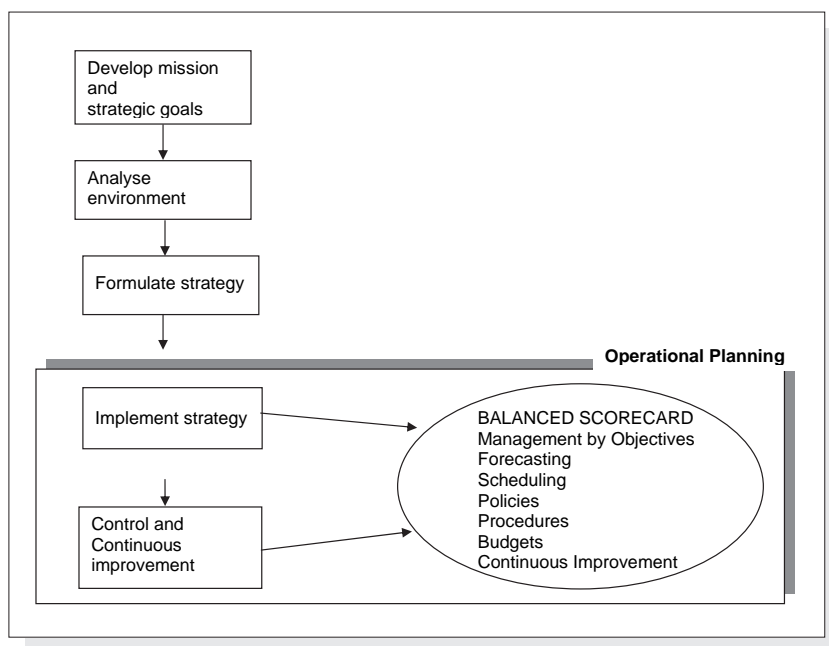 Develop mission
and
strategic goals
Analyse
environment
Formulate strategy
Operational Planning
Implement strategy
Control and
Continuous
improvement
BALANCED SCORECARD
Management by Objectives
Forecasting
Scheduling
Policies
Procedures
Budgets
Continuous Improvement